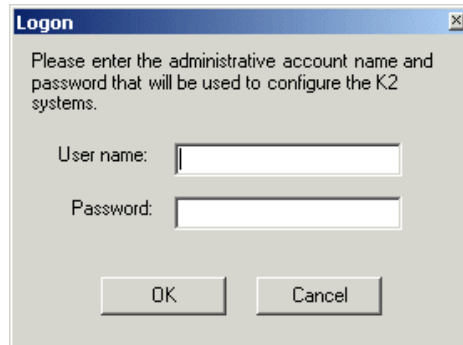 Logon
Please enter the administrative account name and
password that will be used to configure the K2
systems.
User name:
Password:
OK
Cancel